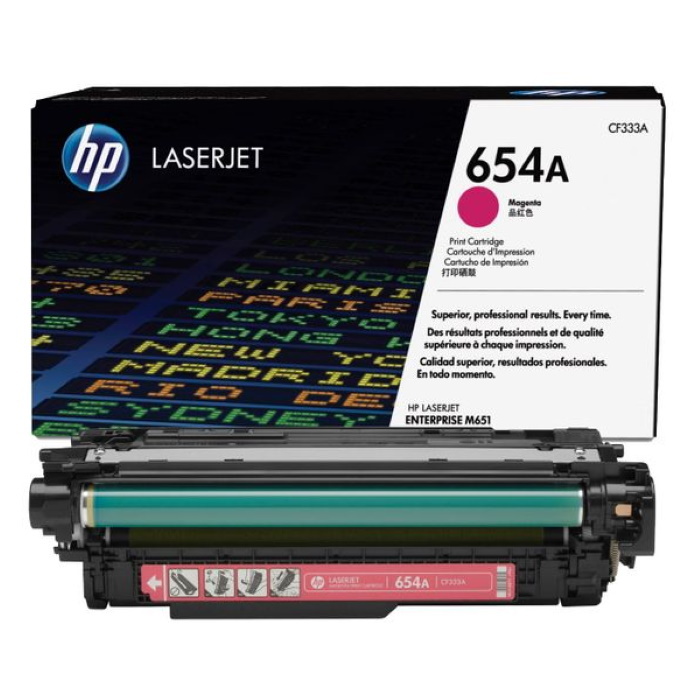 hp
LASERJET
CF333A
654A
Magenta
品红色
Print Cartridge
Cartouche d'Impression
Cartucho de Impresión
打印硒鼓
Superior, professional results. Every time.
Des résultats professionnels et de qualité
supérieure à chaque impression.
Calidad superior, resultados profesionales.
En todo momento.
HP LASERJET
ENTERPRISE M651
LONDO
PARIS
TOKYO
HONG K
NEW YO
MADRID
RIO DE
SYDNEY
hp
LASERJET
654A
CF333A